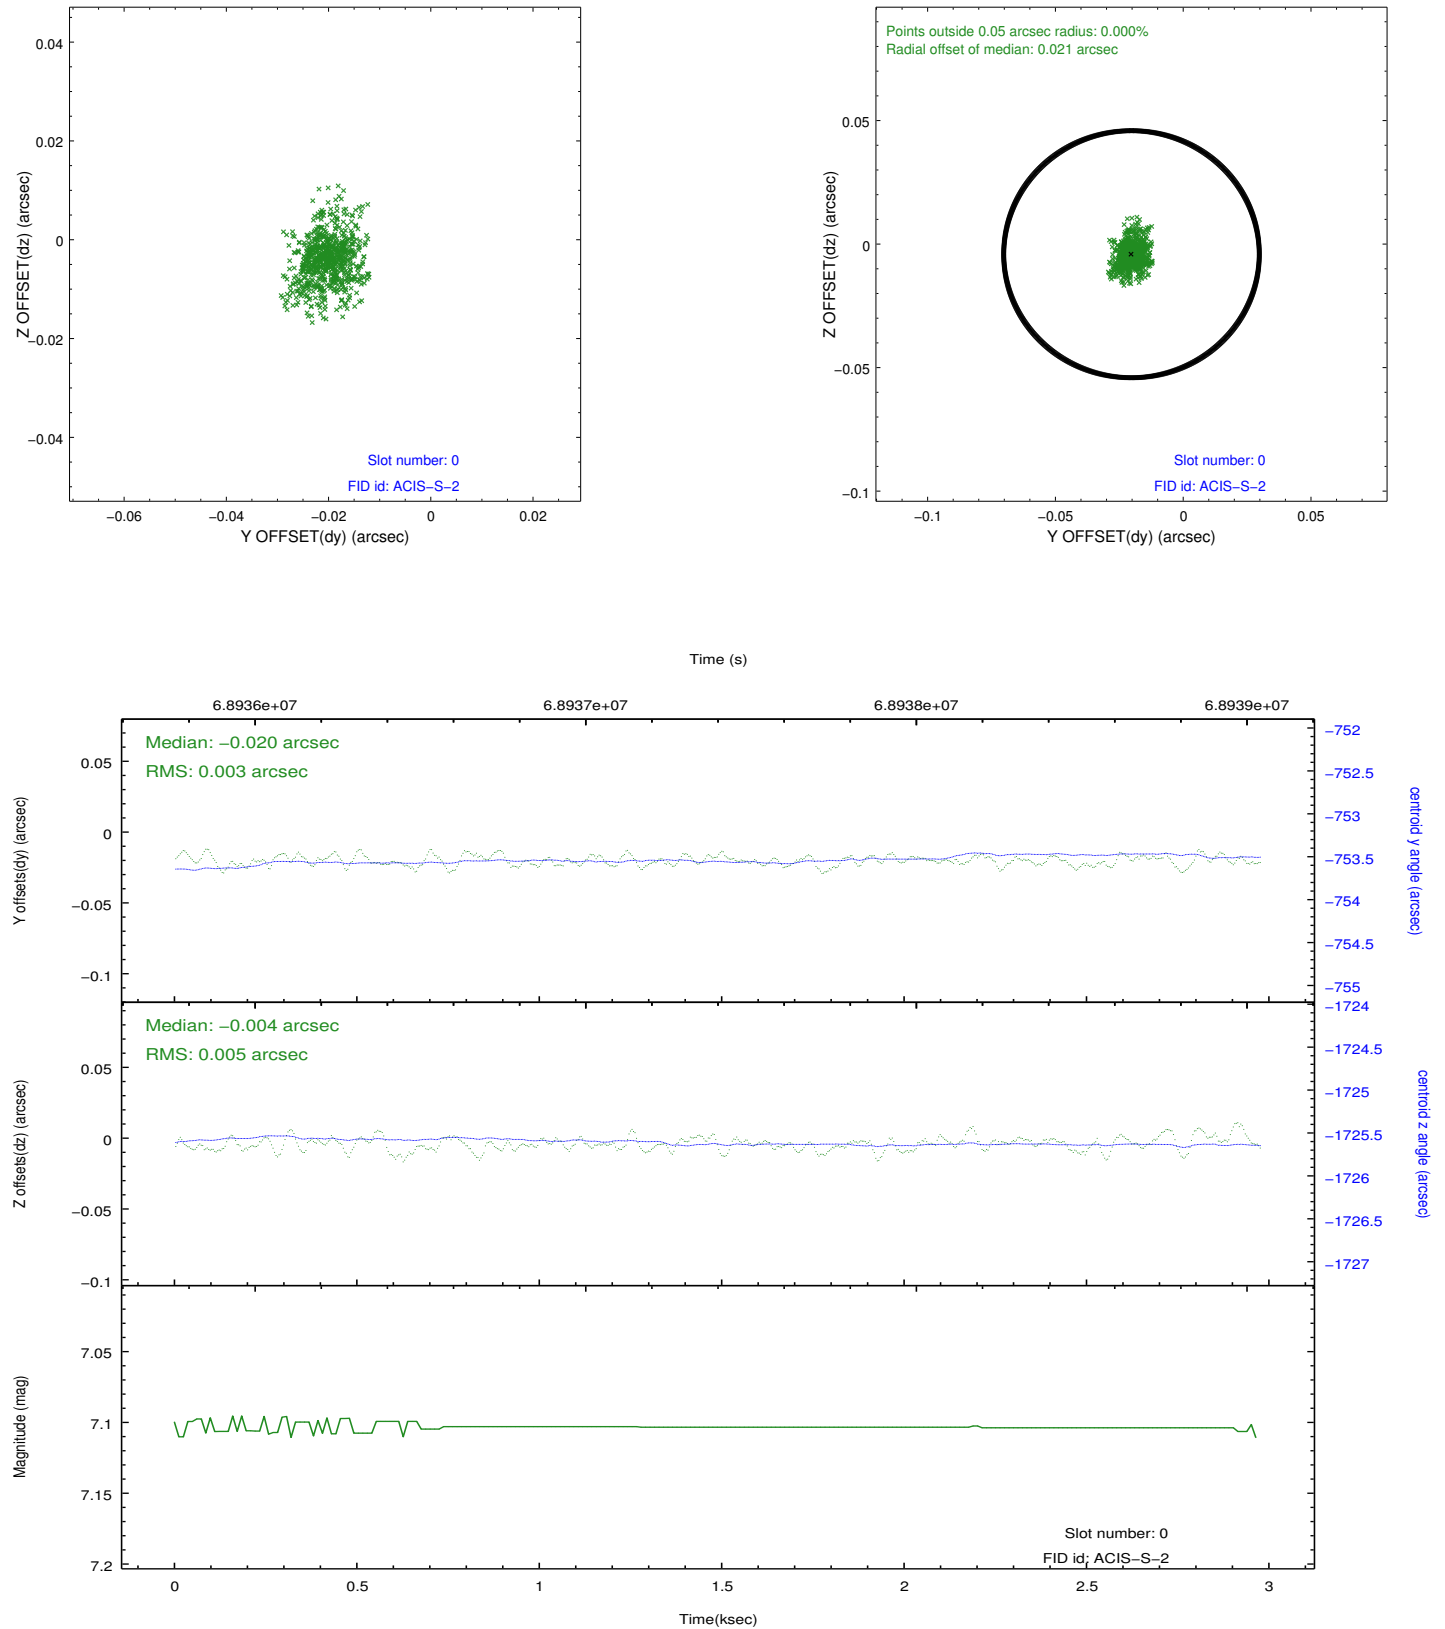 0.04
0.02
0
−0.02
−0.04
Z OFFSET(dz) (arcsec)
Slot number: 0
FID id: ACIS−S−2
−0.06
−0.04
−0.02
0
0.02
Y OFFSET(dy) (arcsec)
Points outside 0.05 arcsec radius: 0.000%
Radial offset of median: 0.021 arcsec
0.05
0
−0.05
−0.1
Z OFFSET(dz) (arcsec)
Slot number: 0
FID id: ACIS−S−2
−0.1
−0.05
0
0.05
Y OFFSET(dy) (arcsec)
Time (s)
6.8936e+07
6.8937e+07
6.8938e+07
6.8939e+07
Median: −0.020 arcsec
RMS: 0.003 arcsec
0.05
0
−0.05
−0.1
Y offsets(dy) (arcsec)
−752
−752.5
−753
−753.5
−754
−754.5
−755
centroid y angle (arcsec)
Median: −0.004 arcsec
RMS: 0.005 arcsec
0.05
0
−0.05
−0.1
Z offsets(dz) (arcsec)
−1724
−1724.5
−1725
−1725.5
−1726
−1726.5
−1727
centroid z angle (arcsec)
7.05
7.1
7.15
7.2
Magnitude (mag)
Slot number: 0
FID id: ACIS−S−2
0
0.5
1
1.5
2
2.5
3
Time(ksec)